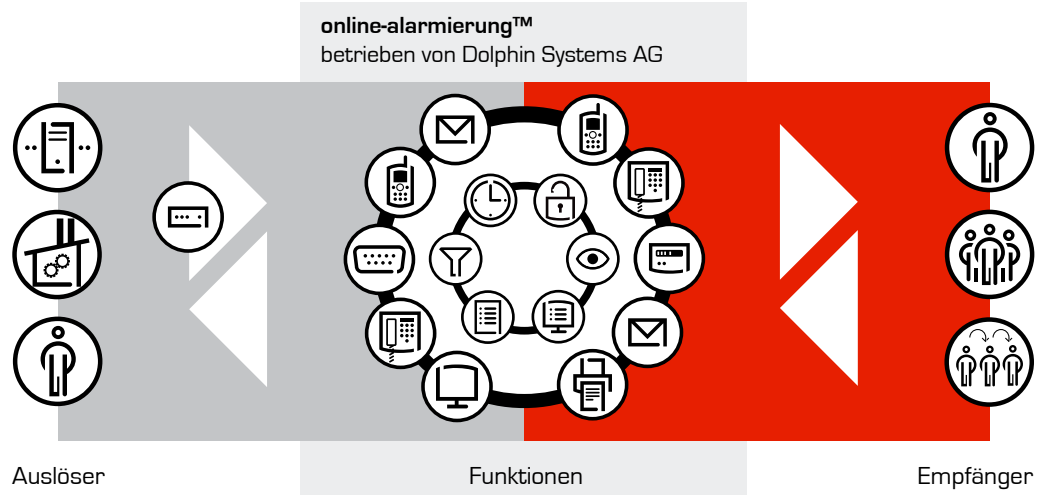 online-alarmierung™
betrieben von Dolphin Systems AG
Auslöser
Funktionen
Empfänger